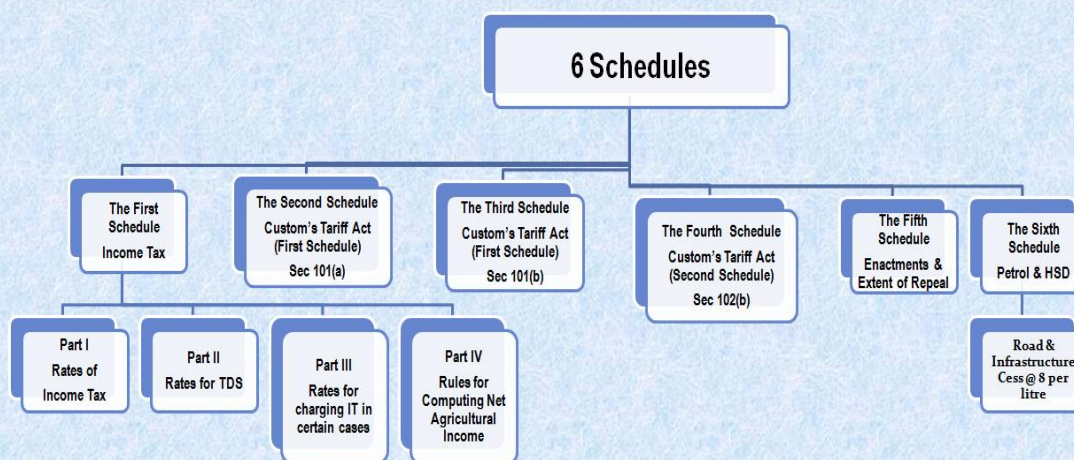 6 Schedules
The First
Schedule
Income Tax
The Second Schedule
Custom's Tariff Act
(First Schedule)
Sec 101(a)
The Third Schedule
Custom's Tariff Act
(First Schedule)
Sec 101(b)
The Fourth Schedule
Custom's Tariff Act
(Second Schedule)
Sec 102(b)
The Fifth
Schedule
Enactments &
Extent of Repeal
The Sixth
Schedule
Petrol & HSD
Part I
Rates of
Income Tax
Part II
Rates for TDS
Part III
Rates for
charging IT in
certain cases
Part IV
Rules for
Computing Net
Agricultural
Income
Road &
Infrastructure
Cess @ 8 per
litre